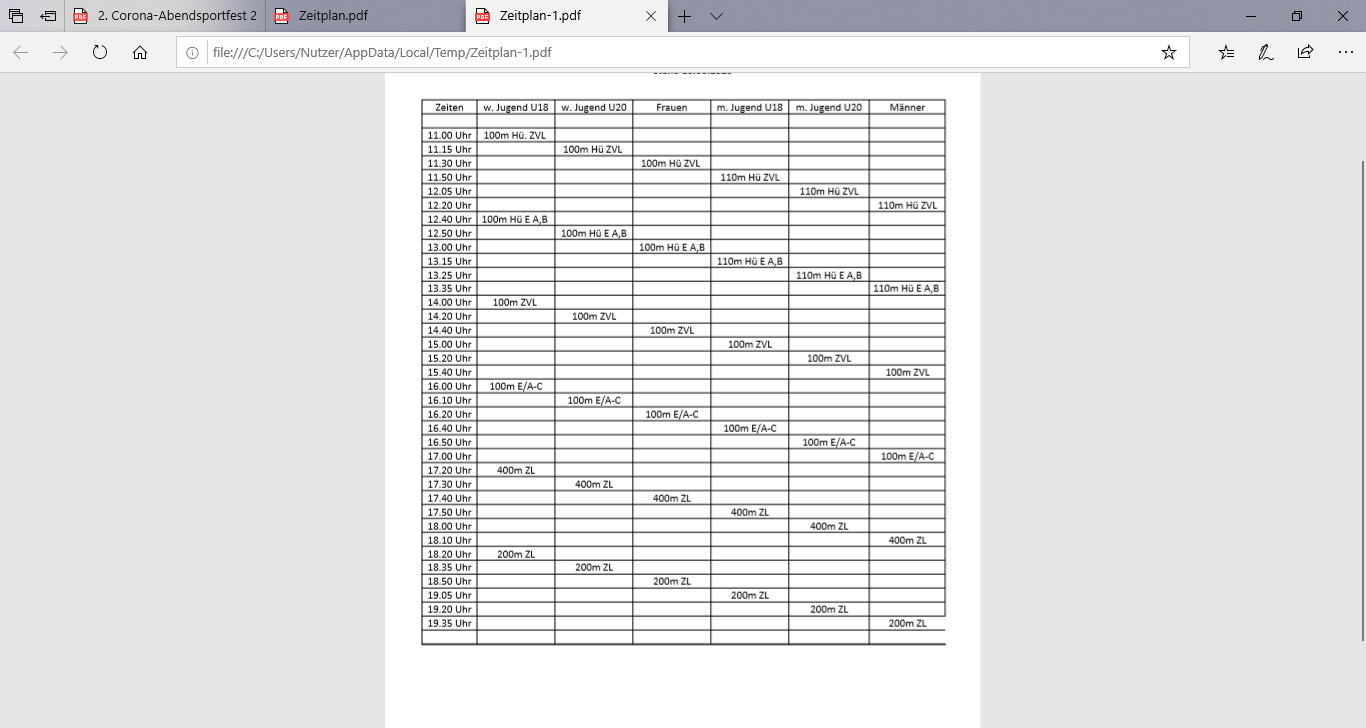 2. Corona-Abendsportfest 2
Zeitplan.pdf
Zeitplan-1.pdf
file:///C:/Users/Nutzer/AppData/Local/Temp/Zeitplan-1.pdf
Zeiten w. Jugend U18 w. Jugend U20 Frauen m. Jugend U18 m. Jugend U20 Männer
11.00 Uhr 100m Hü. ZVL
11.15 Uhr 100m Hü ZVL
11.30 Uhr 100m Hü ZVL
11.50 Uhr 110m Hü ZVL
12.05 Uhr 110m Hü ZVL
12.20 Uhr 110m Hü ZVL
12.40 Uhr 100m Hü E A,B
12.50 Uhr 100m Hü E A,B
13.00 Uhr 100m Hü E A,B
13.15 Uhr 110m Hü E A,B
13.25 Uhr 110m Hü E A,B
13.35 Uhr 110m Hü E A,B
14.00 Uhr 100m ZVL
14.20 Uhr 100m ZVL
14.40 Uhr 100m ZVL
15.00 Uhr 100m ZVL
15.20 Uhr 100m ZVL
15.40 Uhr 100m ZVL
16.00 Uhr 100m E/A-C
16.10 Uhr 100m E/A-C
16.20 Uhr 100m E/A-C
16.40 Uhr 100m E/A-C
16.50 Uhr 100m E/A-C
17.00 Uhr 100m E/A-C
17.20 Uhr 400m ZL
17.30 Uhr 400m ZL
17.40 Uhr 400m ZL
17.50 Uhr 400m ZL
18.00 Uhr 400m ZL
18.10 Uhr 400m ZL
18.20 Uhr 200m ZL
18.35 Uhr 200m ZL
18.50 Uhr 200m ZL
19.05 Uhr 200m ZL
19.20 Uhr 200m ZL
19.35 Uhr 200m ZL